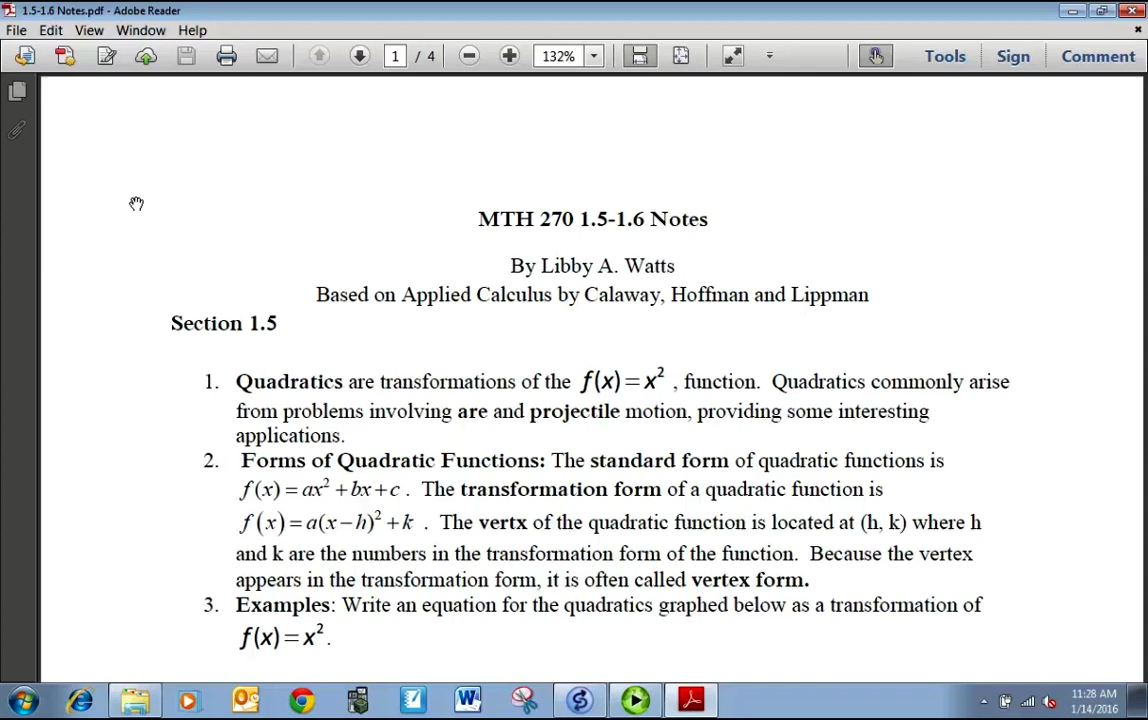 1.5-1.6 Notes.pdf - Adobe Reader
File Edit View Window Help
1 / 4 132% Tools Sign Comment
MTH 270 1.5-1.6 Notes
By Libby A. Watts
Based on Applied Calculus by Calaway, Hoffman and Lippman
Section 1.5
1. Quadratics are transformations of the f(x) = x² , function. Quadratics commonly arise
from problems involving are and projectile motion, providing some interesting
applications.
2. Forms of Quadratic Functions: The standard form of quadratic functions is
f(x) = ax² + bx + c . The transformation form of a quadratic function is
f(x) = a(x − h)² + k . The vertx of the quadratic function is located at (h, k) where h
and k are the numbers in the transformation form of the function. Because the vertex
appears in the transformation form, it is often called vertex form.
3. Examples: Write an equation for the quadratics graphed below as a transformation of
f(x) = x² .
11:28 AM
1/14/2016